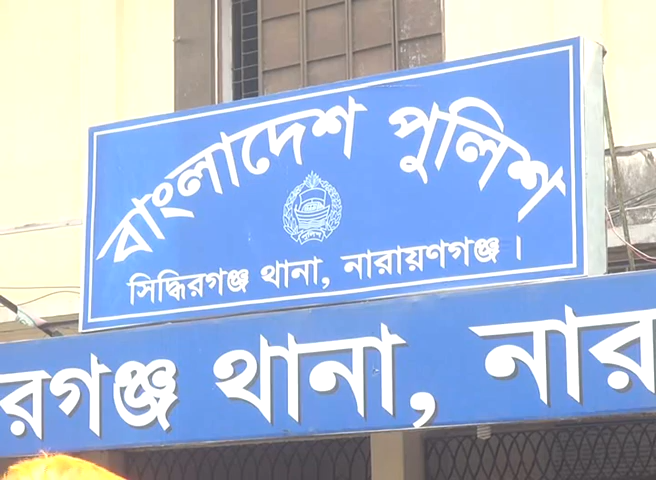 বাংলাদেশ পুলিশ
পুলিশ
সিদ্ধিরগঞ্জ থানা, নারায়ণগঞ্জ।
রগঞ্জ থানা, নার